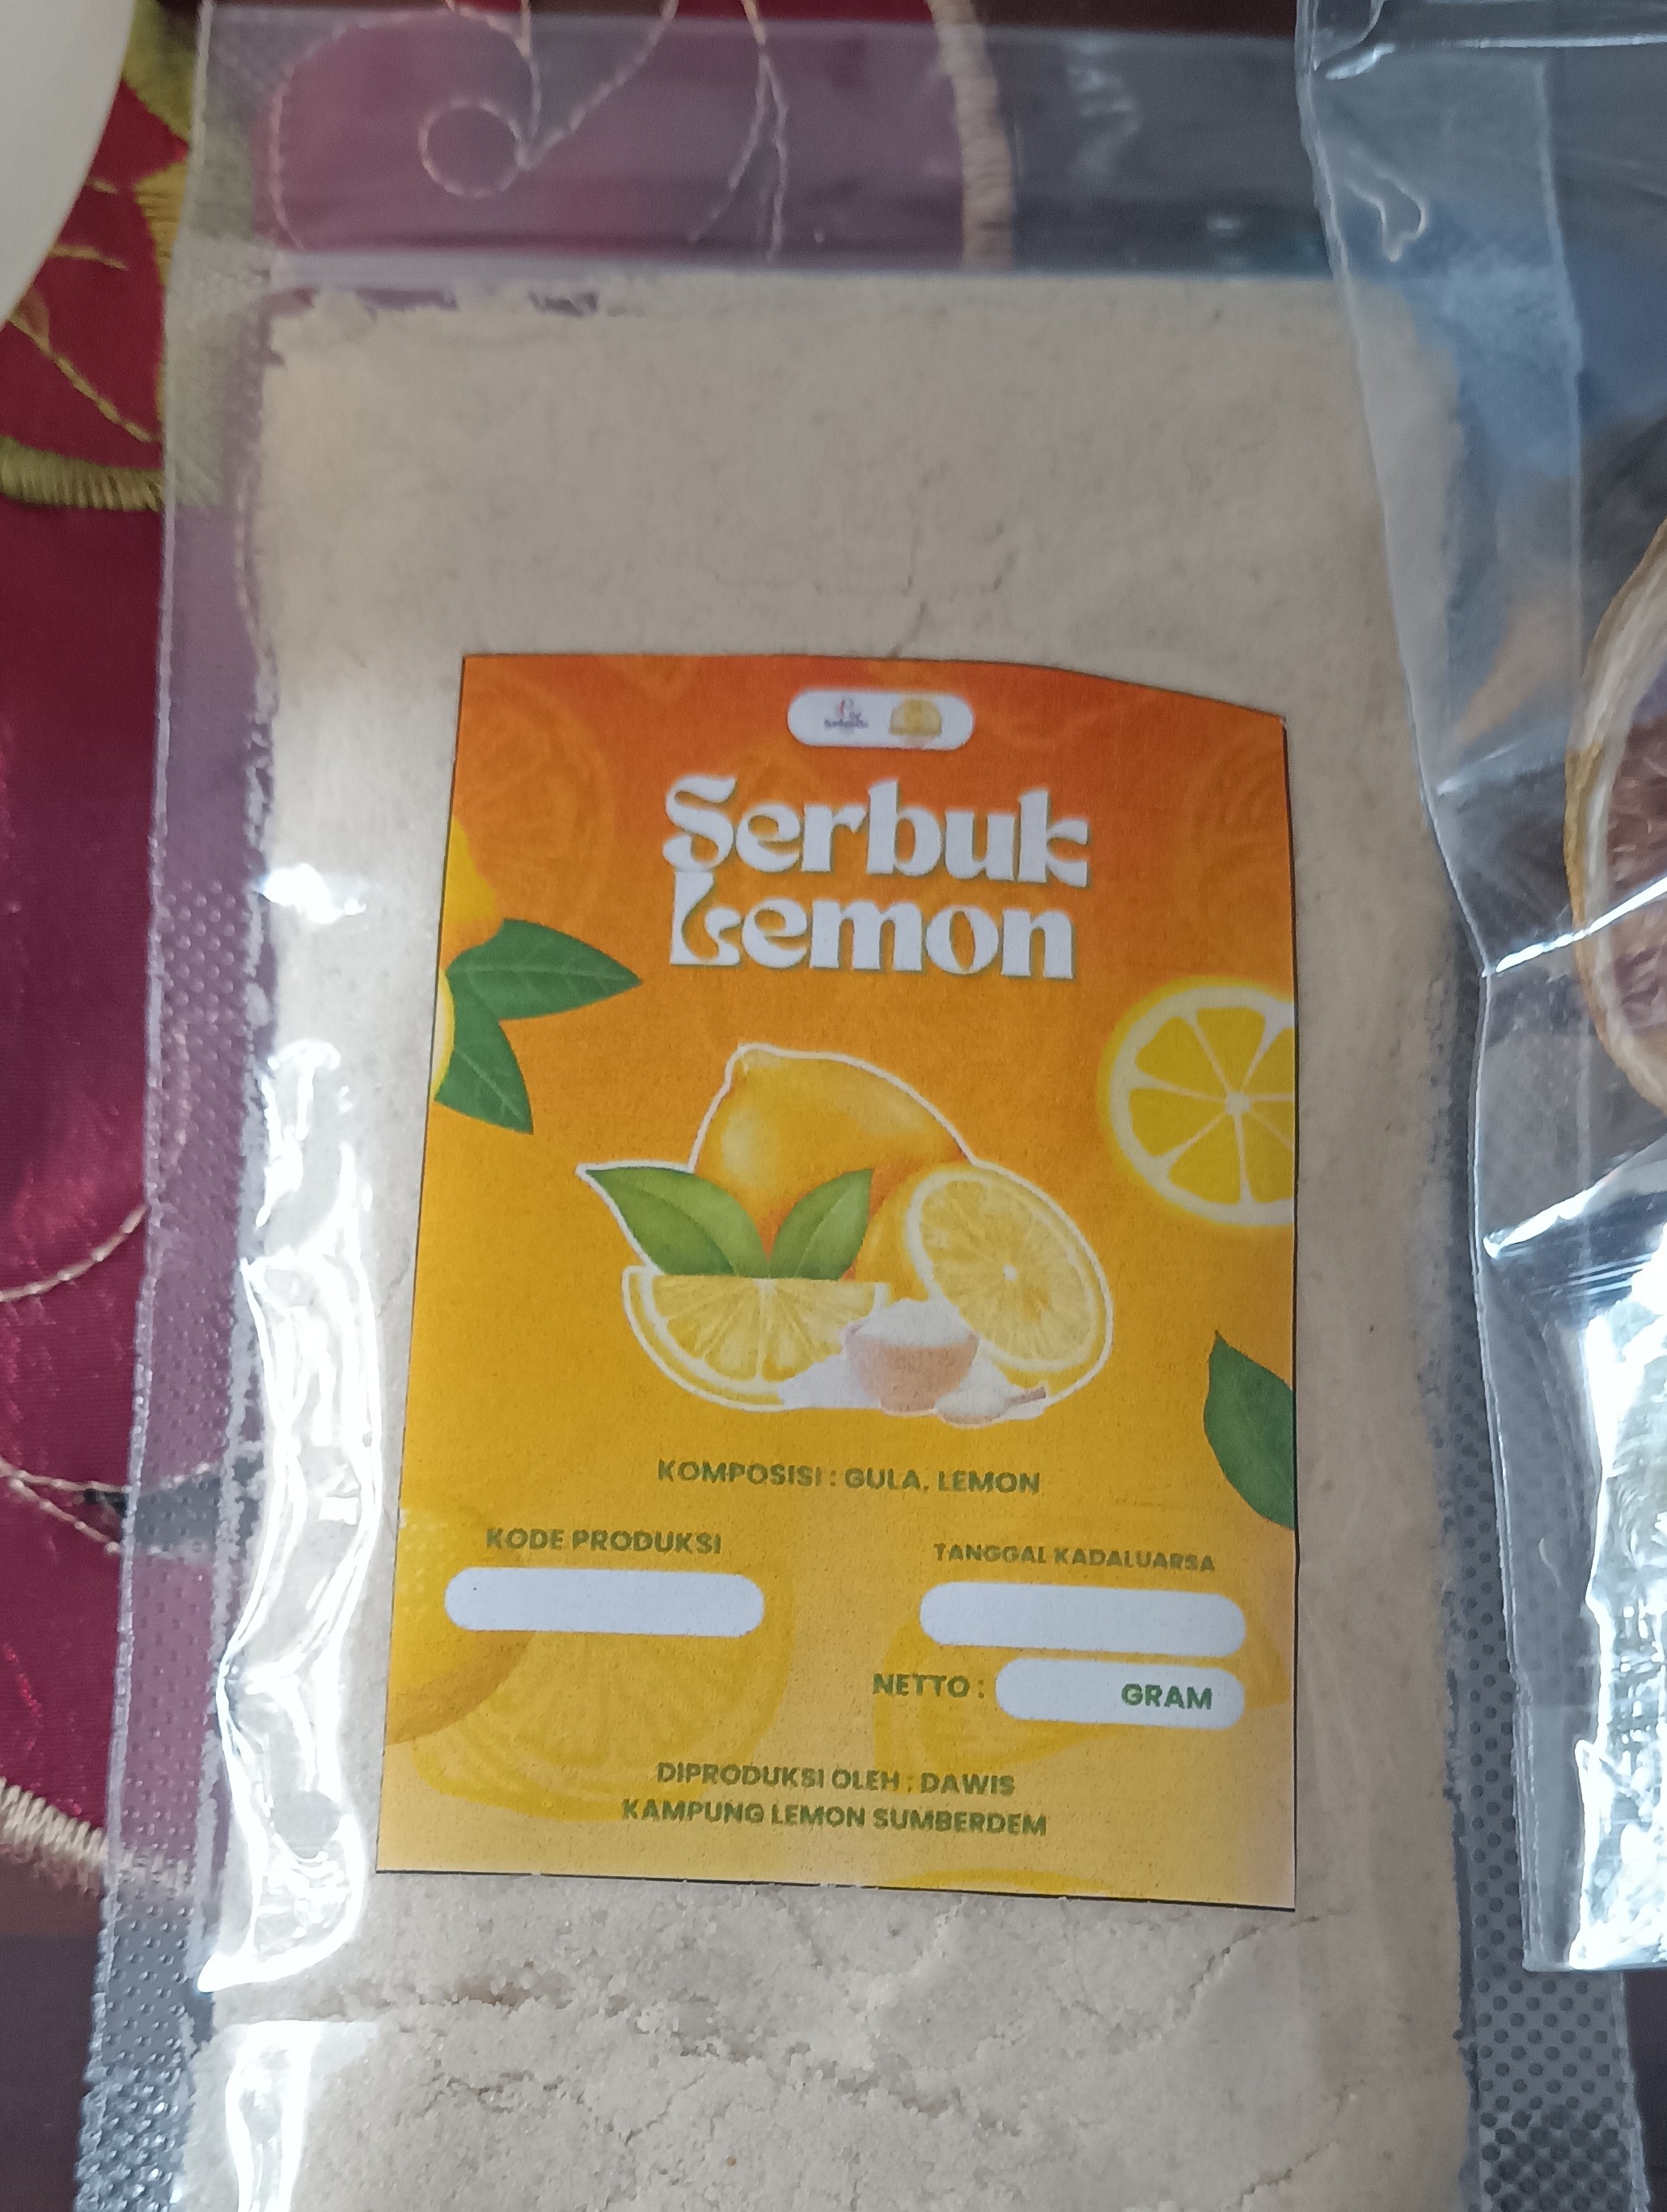 Serbuk
Lemon
KOMPOSISI : GULA, LEMON
KODE PRODUKSI
TANGGAL KADALUARSA
NETTO :
GRAM
DIPRODUKSI OLEH : DAWIS
KAMPUNG LEMON SUMBERDEM